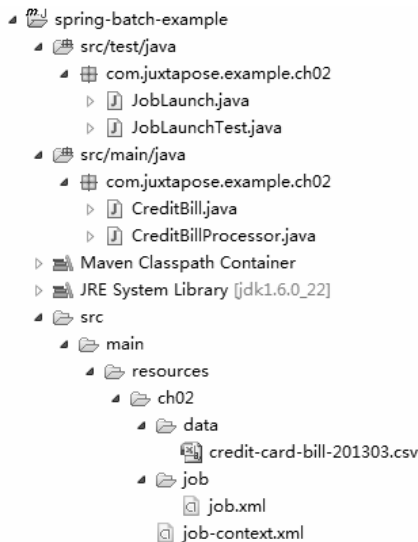 spring-batch-example
src/test/java
com.juxtapose.example.ch02
JobLaunch.java
JobLaunchTest.java
src/main/java
com.juxtapose.example.ch02
CreditBill.java
CreditBillProcessor.java
Maven Classpath Container
JRE System Library [jdk1.6.0_22]
src
main
resources
ch02
data
credit-card-bill-201303.csv
job
job.xml
job-context.xml